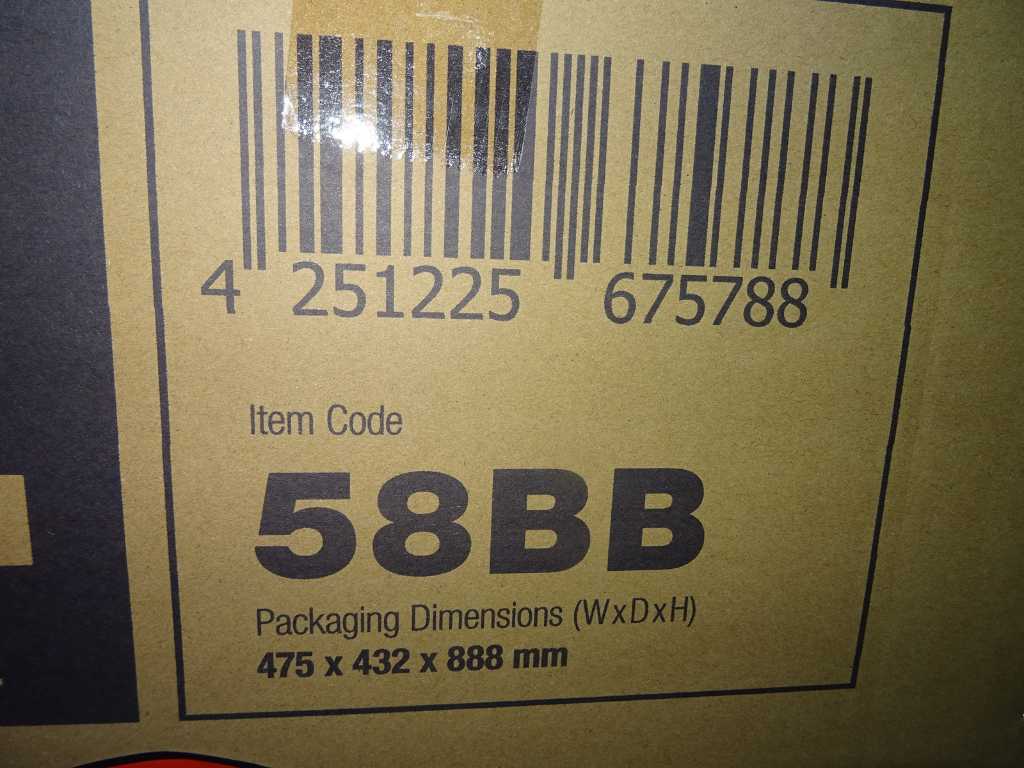 4 251225 675788
Item Code
58BB
Packaging Dimensions (WxDxH)
475 x 432 x 888 mm